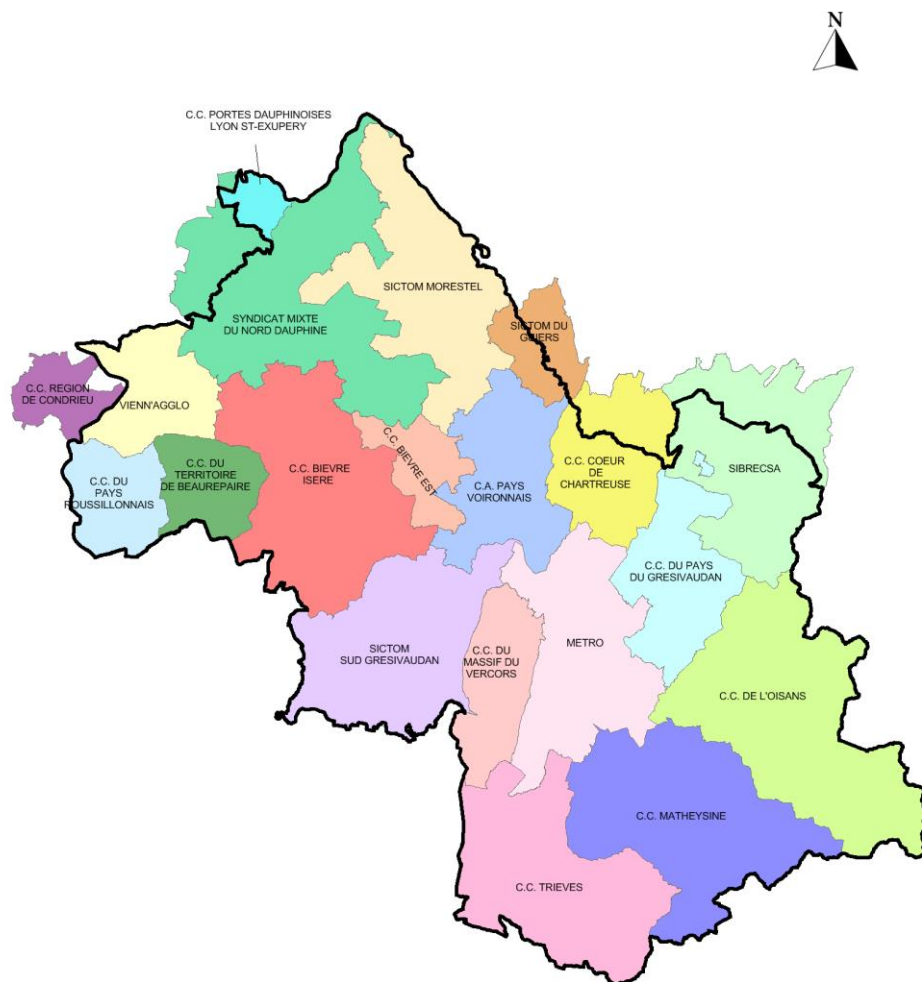 N
C.C. PORTES DAUPHINOISES
LYON ST-EXUPERY
SICTOM MORESTEL
SYNDICAT MIXTE
DU NORD DAUPHINE
SICTOM DU
GUIERS
C.C. REGION
DE CONDRIEU
VIENN'AGGLO
C.C. BIEVRE EST
C.C. DU
PAYS
ROUSSILLONNAIS
C.C. DU
TERRITOIRE
DE BEAUREPAIRE
C.C. BIEVRE
ISERE
C.A. PAYS
VOIRONNAIS
C.C. COEUR
DE
CHARTREUSE
SIBRECSA
C.C. DU PAYS
DU GRESIVAUDAN
SICTOM
SUD GRESIVAUDAN
C.C. DU
MASSIF DU
VERCORS
METRO
C.C. DE L'OISANS
C.C. MATHEYSINE
C.C. TRIEVES